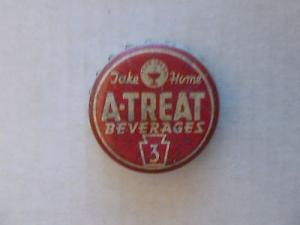 Take Home
A-TREAT
BEVERAGES
3